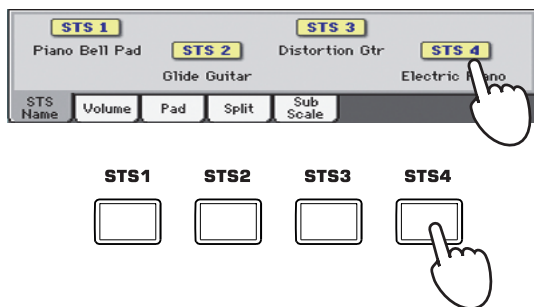 STS 1 STS 3
Piano Bell Pad STS 2 Distortion Gtr STS 4
Glide Guitar Electric Piano
STS Name Volume Pad Split Sub Scale
STS1 STS2 STS3 STS4